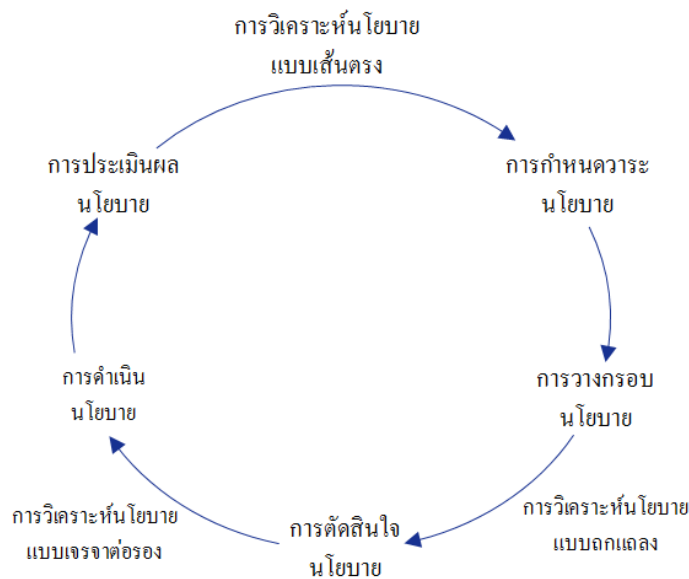 การวิเคราะห์นโยบาย
แบบเส้นตรง
การประเมินผล
นโยบาย
การกำหนดวาระ
นโยบาย
การดำเนิน
นโยบาย
การวางกรอบ
นโยบาย
การวิเคราะห์นโยบาย
แบบเจรจาต่อรอง
การตัดสินใจ
นโยบาย
การวิเคราะห์นโยบาย
แบบถกแถลง